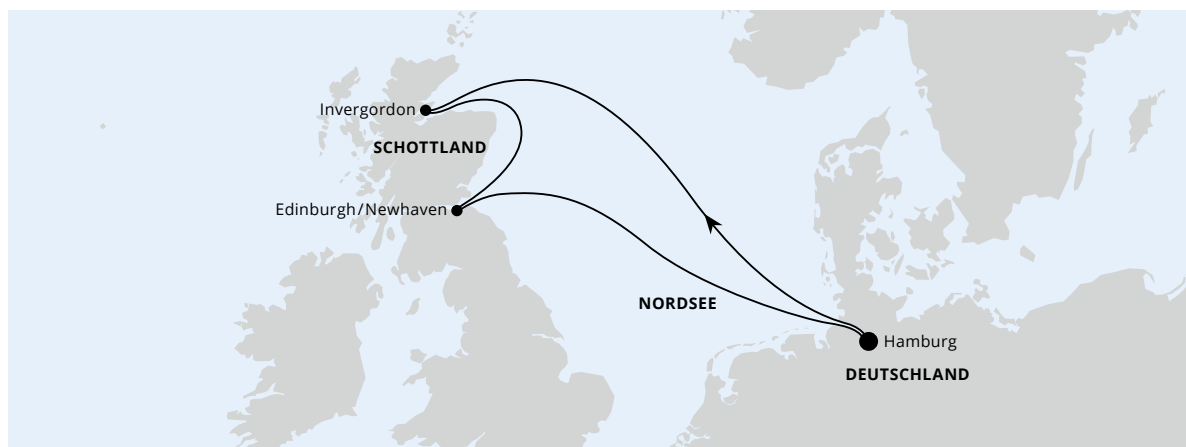 Invergordon
SCHOTTLAND
Edinburgh/Newhaven
NORDSEE
Hamburg
DEUTSCHLAND